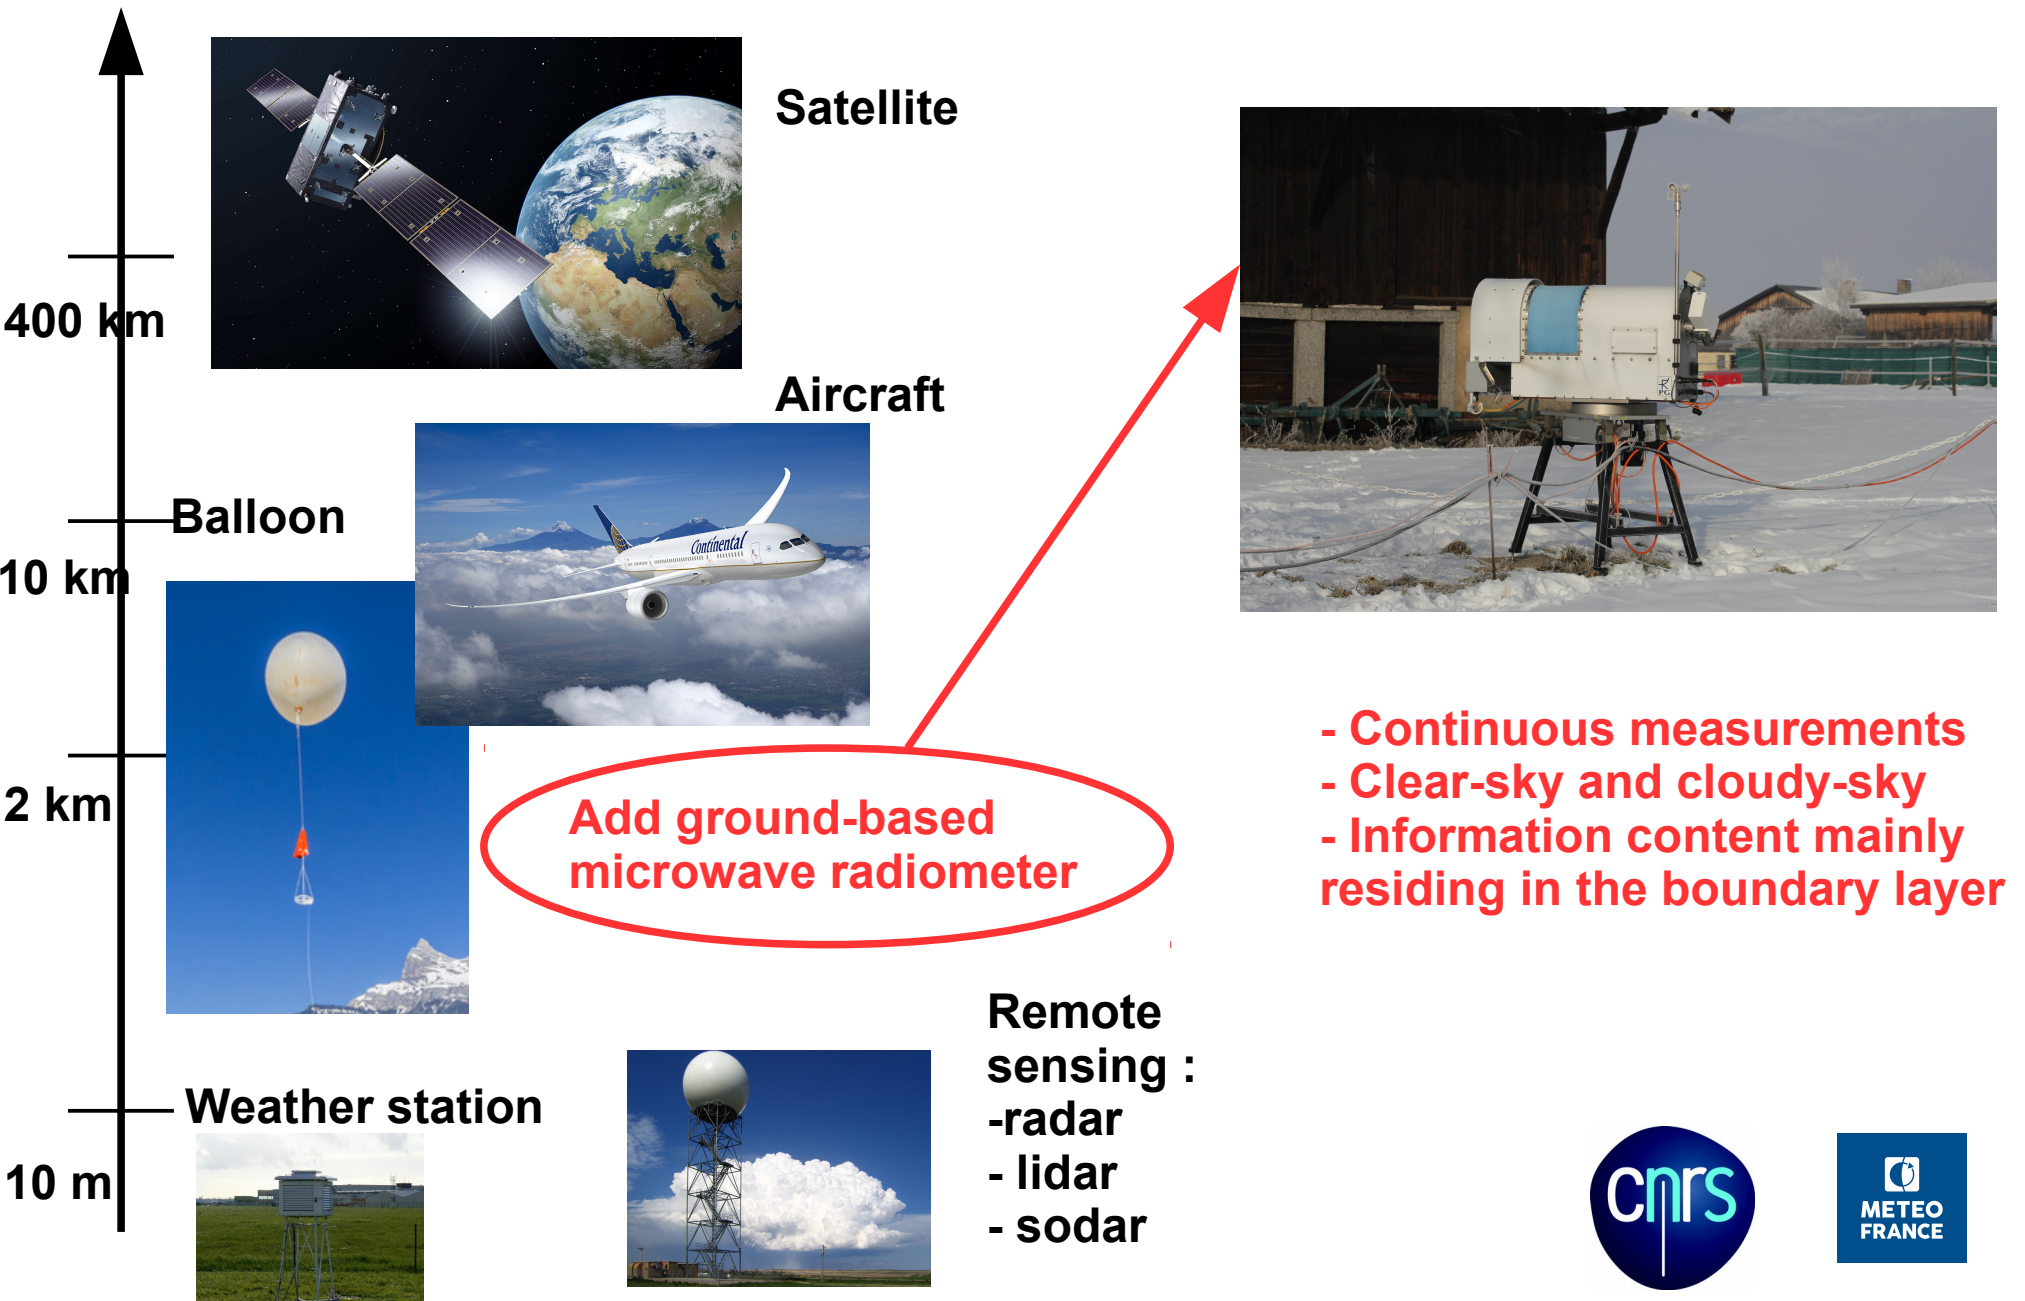 Satellite
400 km
Aircraft
Continental
Balloon
10 km
2 km
Add ground-based
microwave radiometer
- Continuous measurements
- Clear-sky and cloudy-sky
- Information content mainly
residing in the boundary layer
Remote
sensing :
-radar
- lidar
- sodar
Weather station
10 m
cnrs
METEO
FRANCE